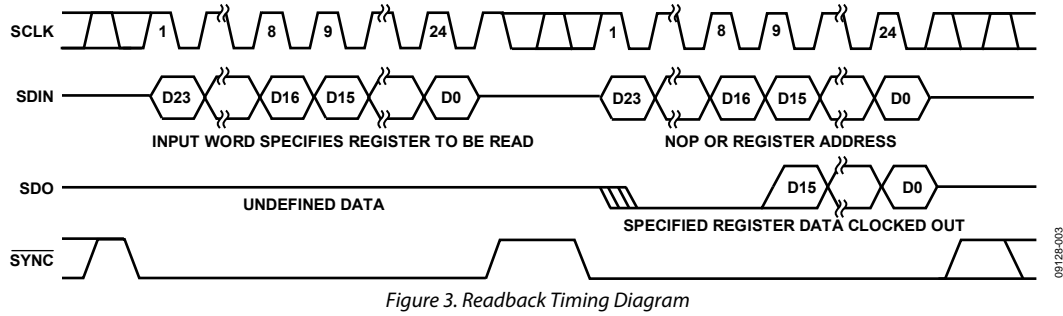 SCLK 1 8 9 24 1 8 9 24
SDIN D23 D16 D15 D0 D23 D16 D15 D0
INPUT WORD SPECIFIES REGISTER TO BE READ NOP OR REGISTER ADDRESS
SDO D15 D0
UNDEFINED DATA
SPECIFIED REGISTER DATA CLOCKED OUT
SYNC
09128-003
Figure 3. Readback Timing Diagram